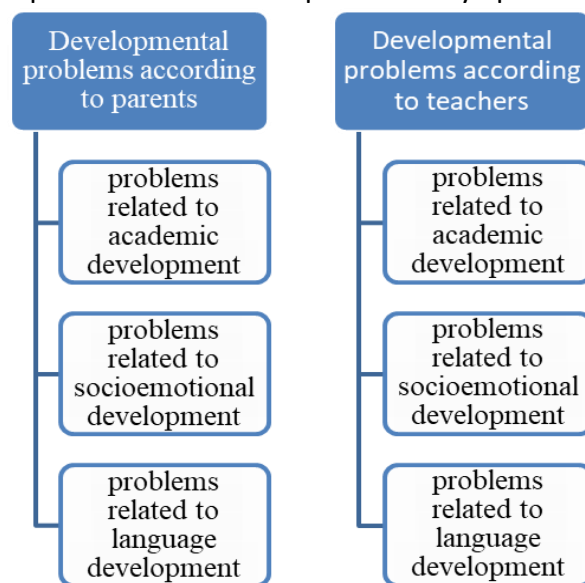 Developmental
problems according
to parents
problems
related to
academic
development
problems
related to
socioemotional
development
problems
related to
language
development
Developmental
problems according
to teachers
problems
related to
academic
development
problems
related to
socioemotional
development
problems
related to
language
development